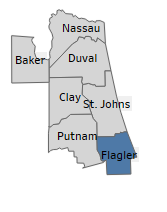 Nassau
Baker
Duval
Clay
St. Johns
Putnam
Flagler